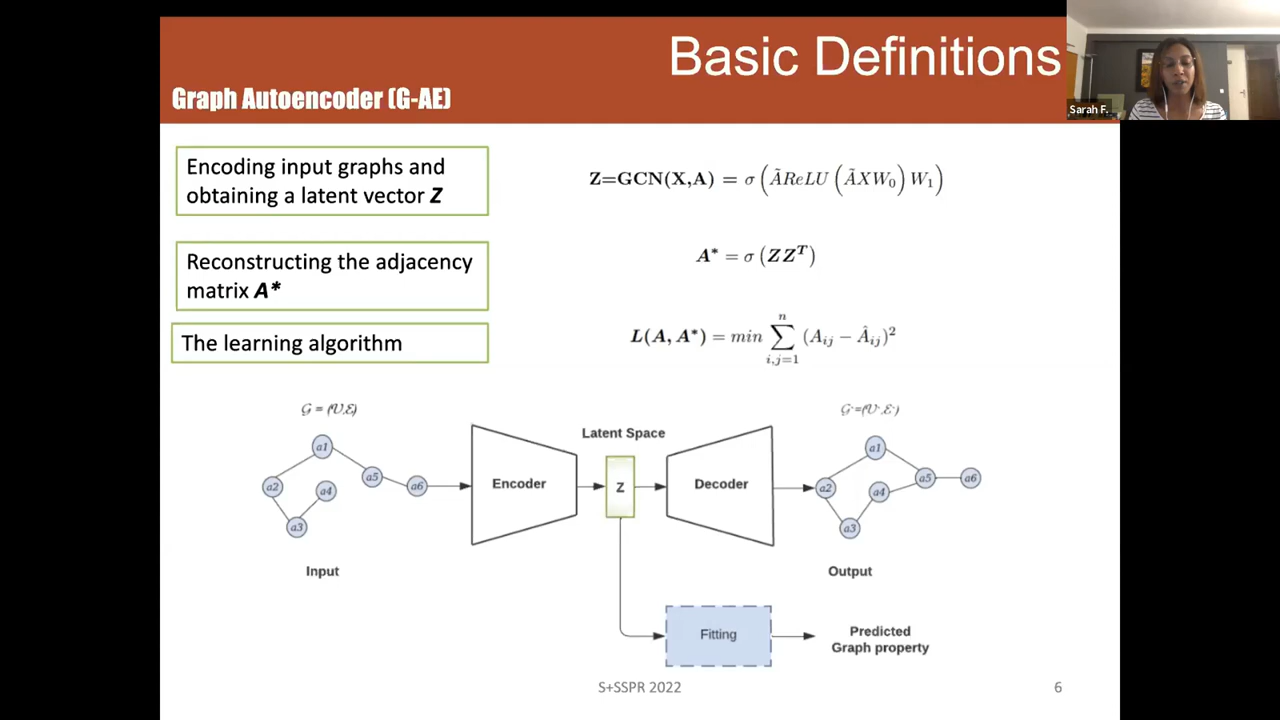 Basic Definitions
Graph Autoencoder (G-AE)
Sarah F.
Encoding input graphs and
obtaining a latent vector Z
Z=GCN(X,A) = σ(ÃReLU(ÃXW₀)W₁)
Reconstructing the adjacency
matrix A*
A* = σ(ZZᵀ)
The learning algorithm
L(A, A*) = min ∑ⁿᵢ,ⱼ₌₁ (Aᵢⱼ − Âᵢⱼ)²
G = (V,E)
a1
a2
a3
a4
a5
a6
Input
Encoder
Latent Space
Z
Decoder
a1
a2
a3
a4
a5
a6
Output
Fitting
Predicted
Graph property
S+SSPR 2022
6